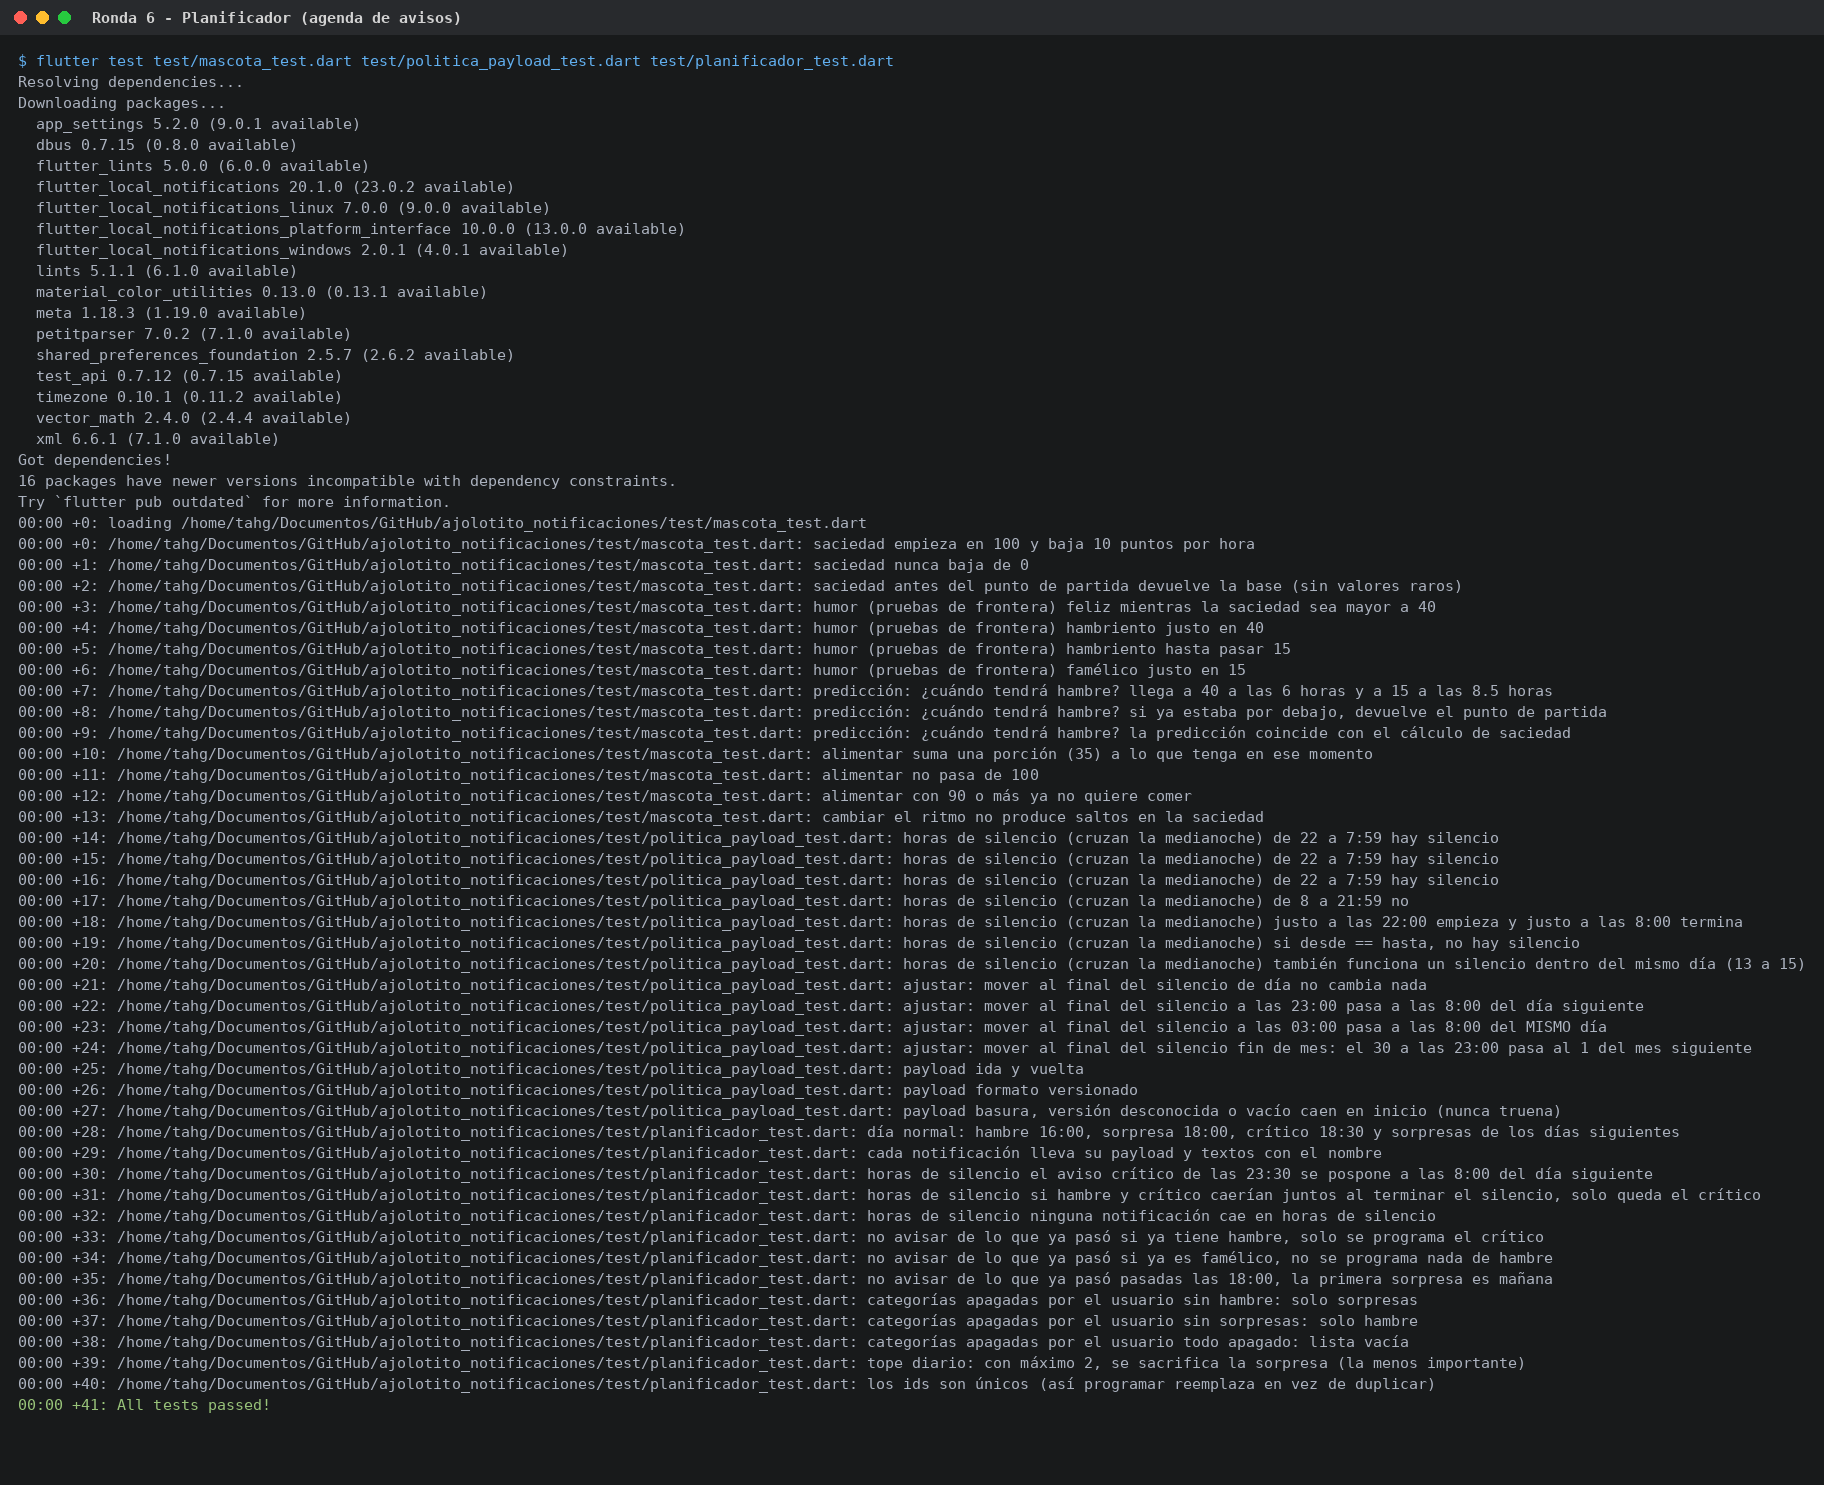 Ronda 6 - Planificador (agenda de avisos)
$ flutter test test/mascota_test.dart test/politica_payload_test.dart test/planificador_test.dart
Resolving dependencies...
Downloading packages...
  app_settings 5.2.0 (9.0.1 available)
  dbus 0.7.15 (0.8.0 available)
  flutter_lints 5.0.0 (6.0.0 available)
  flutter_local_notifications 20.1.0 (23.0.2 available)
  flutter_local_notifications_linux 7.0.0 (9.0.0 available)
  flutter_local_notifications_platform_interface 10.0.0 (13.0.0 available)
  flutter_local_notifications_windows 2.0.1 (4.0.1 available)
  lints 5.1.1 (6.1.0 available)
  material_color_utilities 0.13.0 (0.13.1 available)
  meta 1.18.3 (1.19.0 available)
  petitparser 7.0.2 (7.1.0 available)
  shared_preferences_foundation 2.5.7 (2.6.2 available)
  test_api 0.7.12 (0.7.15 available)
  timezone 0.10.1 (0.11.2 available)
  vector_math 2.4.0 (2.4.4 available)
  xml 6.6.1 (7.1.0 available)
Got dependencies!
16 packages have newer versions incompatible with dependency constraints.
Try `flutter pub outdated` for more information.
00:00 +0: loading /home/tahg/Documentos/GitHub/ajolotito_notificaciones/test/mascota_test.dart
00:00 +0: /home/tahg/Documentos/GitHub/ajolotito_notificaciones/test/mascota_test.dart: saciedad empieza en 100 y baja 10 puntos por hora
00:00 +1: /home/tahg/Documentos/GitHub/ajolotito_notificaciones/test/mascota_test.dart: saciedad nunca baja de 0
00:00 +2: /home/tahg/Documentos/GitHub/ajolotito_notificaciones/test/mascota_test.dart: saciedad antes del punto de partida devuelve la base (sin valores raros)
00:00 +3: /home/tahg/Documentos/GitHub/ajolotito_notificaciones/test/mascota_test.dart: humor (pruebas de frontera) feliz mientras la saciedad sea mayor a 40
00:00 +4: /home/tahg/Documentos/GitHub/ajolotito_notificaciones/test/mascota_test.dart: humor (pruebas de frontera) hambriento justo en 40
00:00 +5: /home/tahg/Documentos/GitHub/ajolotito_notificaciones/test/mascota_test.dart: humor (pruebas de frontera) hambriento hasta pasar 15
00:00 +6: /home/tahg/Documentos/GitHub/ajolotito_notificaciones/test/mascota_test.dart: humor (pruebas de frontera) famélico justo en 15
00:00 +7: /home/tahg/Documentos/GitHub/ajolotito_notificaciones/test/mascota_test.dart: predicción: ¿cuándo tendrá hambre? llega a 40 a las 6 horas y a 15 a las 8.5 horas
00:00 +8: /home/tahg/Documentos/GitHub/ajolotito_notificaciones/test/mascota_test.dart: predicción: ¿cuándo tendrá hambre? si ya estaba por debajo, devuelve el punto de partida
00:00 +9: /home/tahg/Documentos/GitHub/ajolotito_notificaciones/test/mascota_test.dart: predicción: ¿cuándo tendrá hambre? la predicción coincide con el cálculo de saciedad
00:00 +10: /home/tahg/Documentos/GitHub/ajolotito_notificaciones/test/mascota_test.dart: alimentar suma una porción (35) a lo que tenga en ese momento
00:00 +11: /home/tahg/Documentos/GitHub/ajolotito_notificaciones/test/mascota_test.dart: alimentar no pasa de 100
00:00 +12: /home/tahg/Documentos/GitHub/ajolotito_notificaciones/test/mascota_test.dart: alimentar con 90 o más ya no quiere comer
00:00 +13: /home/tahg/Documentos/GitHub/ajolotito_notificaciones/test/mascota_test.dart: cambiar el ritmo no produce saltos en la saciedad
00:00 +14: /home/tahg/Documentos/GitHub/ajolotito_notificaciones/test/politica_payload_test.dart: horas de silencio (cruzan la medianoche) de 22 a 7:59 hay silencio
00:00 +15: /home/tahg/Documentos/GitHub/ajolotito_notificaciones/test/politica_payload_test.dart: horas de silencio (cruzan la medianoche) de 22 a 7:59 hay silencio
00:00 +16: /home/tahg/Documentos/GitHub/ajolotito_notificaciones/test/politica_payload_test.dart: horas de silencio (cruzan la medianoche) de 22 a 7:59 hay silencio
00:00 +17: /home/tahg/Documentos/GitHub/ajolotito_notificaciones/test/politica_payload_test.dart: horas de silencio (cruzan la medianoche) de 8 a 21:59 no
00:00 +18: /home/tahg/Documentos/GitHub/ajolotito_notificaciones/test/politica_payload_test.dart: horas de silencio (cruzan la medianoche) justo a las 22:00 empieza y justo a las 8:00 termina
00:00 +19: /home/tahg/Documentos/GitHub/ajolotito_notificaciones/test/politica_payload_test.dart: horas de silencio (cruzan la medianoche) si desde == hasta, no hay silencio
00:00 +20: /home/tahg/Documentos/GitHub/ajolotito_notificaciones/test/politica_payload_test.dart: horas de silencio (cruzan la medianoche) también funciona un silencio dentro del mismo día (13 a 15)
00:00 +21: /home/tahg/Documentos/GitHub/ajolotito_notificaciones/test/politica_payload_test.dart: ajustar: mover al final del silencio de día no cambia nada
00:00 +22: /home/tahg/Documentos/GitHub/ajolotito_notificaciones/test/politica_payload_test.dart: ajustar: mover al final del silencio a las 23:00 pasa a las 8:00 del día siguiente
00:00 +23: /home/tahg/Documentos/GitHub/ajolotito_notificaciones/test/politica_payload_test.dart: ajustar: mover al final del silencio a las 03:00 pasa a las 8:00 del MISMO día
00:00 +24: /home/tahg/Documentos/GitHub/ajolotito_notificaciones/test/politica_payload_test.dart: ajustar: mover al final del silencio fin de mes: el 30 a las 23:00 pasa al 1 del mes siguiente
00:00 +25: /home/tahg/Documentos/GitHub/ajolotito_notificaciones/test/politica_payload_test.dart: payload ida y vuelta
00:00 +26: /home/tahg/Documentos/GitHub/ajolotito_notificaciones/test/politica_payload_test.dart: payload formato versionado
00:00 +27: /home/tahg/Documentos/GitHub/ajolotito_notificaciones/test/politica_payload_test.dart: payload basura, versión desconocida o vacío caen en inicio (nunca truena)
00:00 +28: /home/tahg/Documentos/GitHub/ajolotito_notificaciones/test/planificador_test.dart: día normal: hambre 16:00, sorpresa 18:00, crítico 18:30 y sorpresas de los días siguientes
00:00 +29: /home/tahg/Documentos/GitHub/ajolotito_notificaciones/test/planificador_test.dart: cada notificación lleva su payload y textos con el nombre
00:00 +30: /home/tahg/Documentos/GitHub/ajolotito_notificaciones/test/planificador_test.dart: horas de silencio el aviso crítico de las 23:30 se pospone a las 8:00 del día siguiente
00:00 +31: /home/tahg/Documentos/GitHub/ajolotito_notificaciones/test/planificador_test.dart: horas de silencio si hambre y crítico caerían juntos al terminar el silencio, solo queda el crítico
00:00 +32: /home/tahg/Documentos/GitHub/ajolotito_notificaciones/test/planificador_test.dart: horas de silencio ninguna notificación cae en horas de silencio
00:00 +33: /home/tahg/Documentos/GitHub/ajolotito_notificaciones/test/planificador_test.dart: no avisar de lo que ya pasó si ya tiene hambre, solo se programa el crítico
00:00 +34: /home/tahg/Documentos/GitHub/ajolotito_notificaciones/test/planificador_test.dart: no avisar de lo que ya pasó si ya es famélico, no se programa nada de hambre
00:00 +35: /home/tahg/Documentos/GitHub/ajolotito_notificaciones/test/planificador_test.dart: no avisar de lo que ya pasó pasadas las 18:00, la primera sorpresa es mañana
00:00 +36: /home/tahg/Documentos/GitHub/ajolotito_notificaciones/test/planificador_test.dart: categorías apagadas por el usuario sin hambre: solo sorpresas
00:00 +37: /home/tahg/Documentos/GitHub/ajolotito_notificaciones/test/planificador_test.dart: categorías apagadas por el usuario sin sorpresas: solo hambre
00:00 +38: /home/tahg/Documentos/GitHub/ajolotito_notificaciones/test/planificador_test.dart: categorías apagadas por el usuario todo apagado: lista vacía
00:00 +39: /home/tahg/Documentos/GitHub/ajolotito_notificaciones/test/planificador_test.dart: tope diario: con máximo 2, se sacrifica la sorpresa (la menos importante)
00:00 +40: /home/tahg/Documentos/GitHub/ajolotito_notificaciones/test/planificador_test.dart: los ids son únicos (así programar reemplaza en vez de duplicar)
00:00 +41: All tests passed!